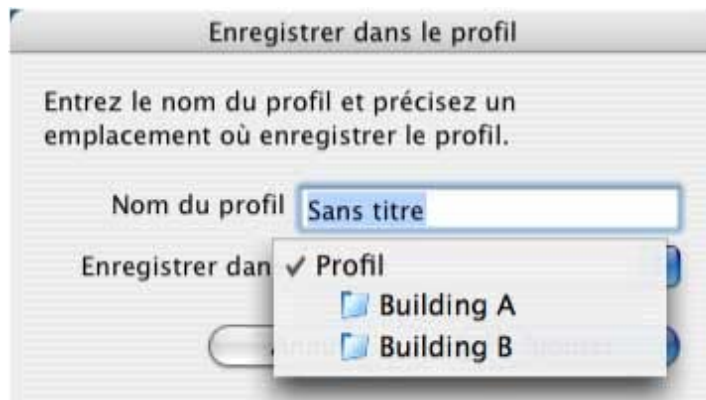 Enregistrer dans le profil
Entrez le nom du profil et précisez un
emplacement où enregistrer le profil.
Nom du profil Sans titre
Enregistrer dan ✓ Profil
Building A
Building B